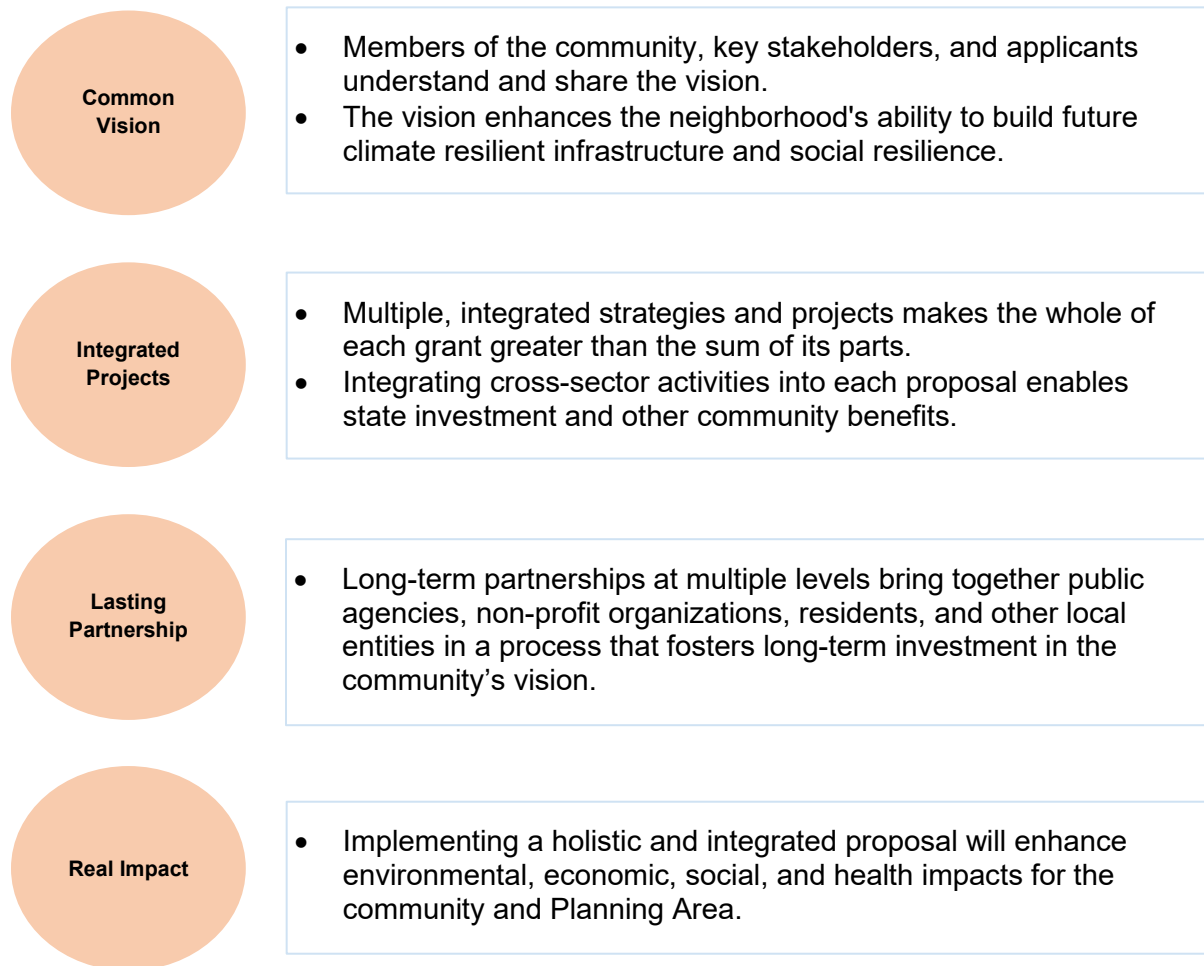 Common
Vision
• Members of the community, key stakeholders, and applicants
understand and share the vision.
• The vision enhances the neighborhood's ability to build future
climate resilient infrastructure and social resilience.
Integrated
Projects
• Multiple, integrated strategies and projects makes the whole of
each grant greater than the sum of its parts.
• Integrating cross-sector activities into each proposal enables
state investment and other community benefits.
Lasting
Partnership
• Long-term partnerships at multiple levels bring together public
agencies, non-profit organizations, residents, and other local
entities in a process that fosters long-term investment in the
community’s vision.
Real Impact
• Implementing a holistic and integrated proposal will enhance
environmental, economic, social, and health impacts for the
community and Planning Area.